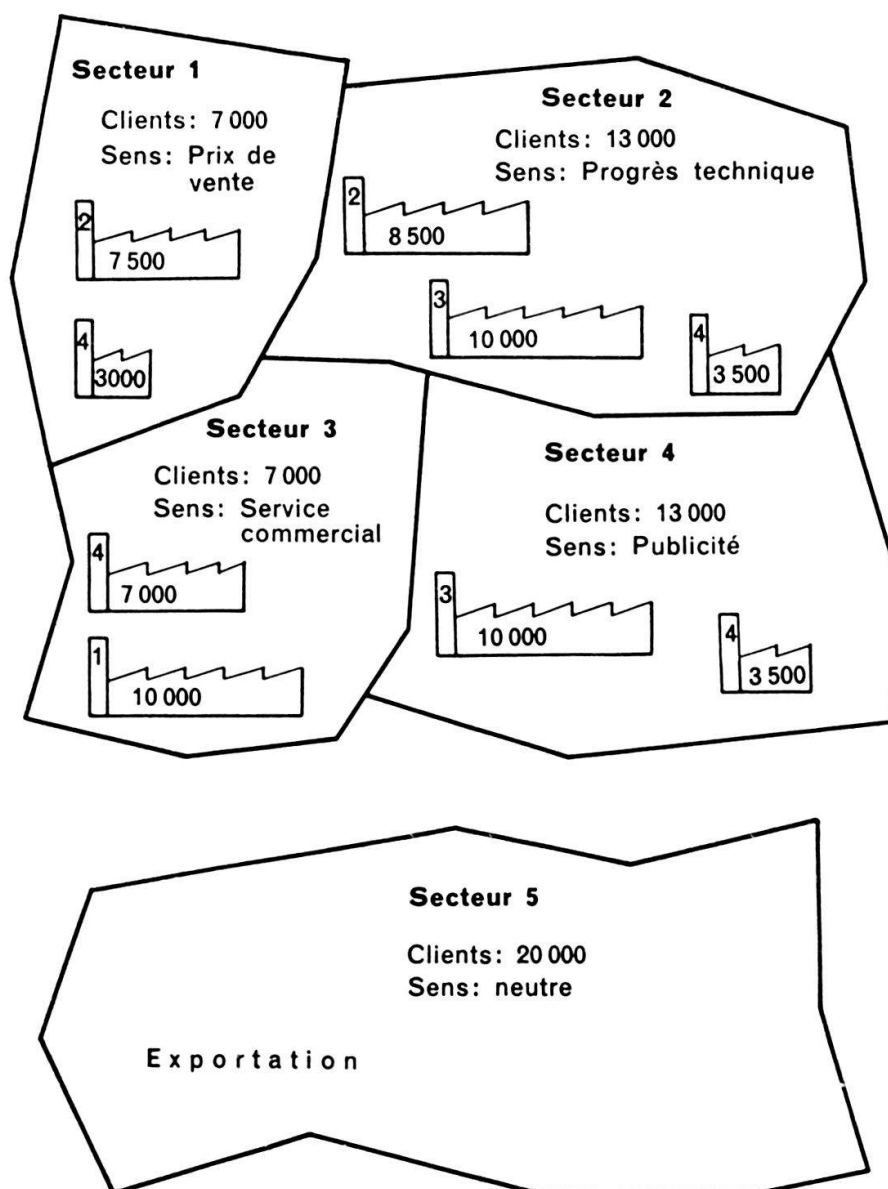 Secteur 1
Clients: 7 000
Sens: Prix de
vente
2
7 500
4
3000
Secteur 2
Clients: 13 000
Sens: Progrès technique
2
8 500
3
10 000
4
3 500
Secteur 3
Clients: 7 000
Sens: Service
commercial
4
7 000
1
10 000
Secteur 4
Clients: 13 000
Sens: Publicité
3
10 000
4
3 500
Secteur 5
Clients: 20 000
Sens: neutre
Exportation